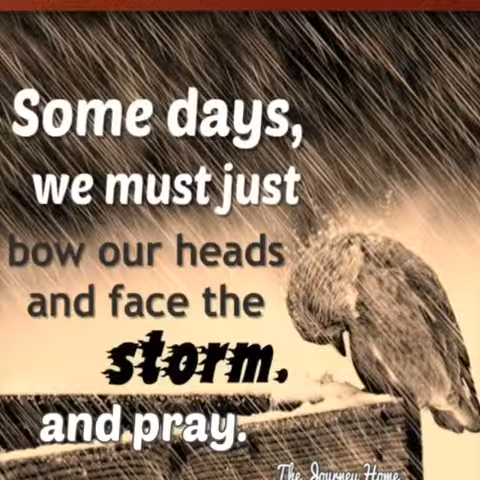 Some days,
we must just
bow our heads
and face the
storm.
and pray.
The Journey Home